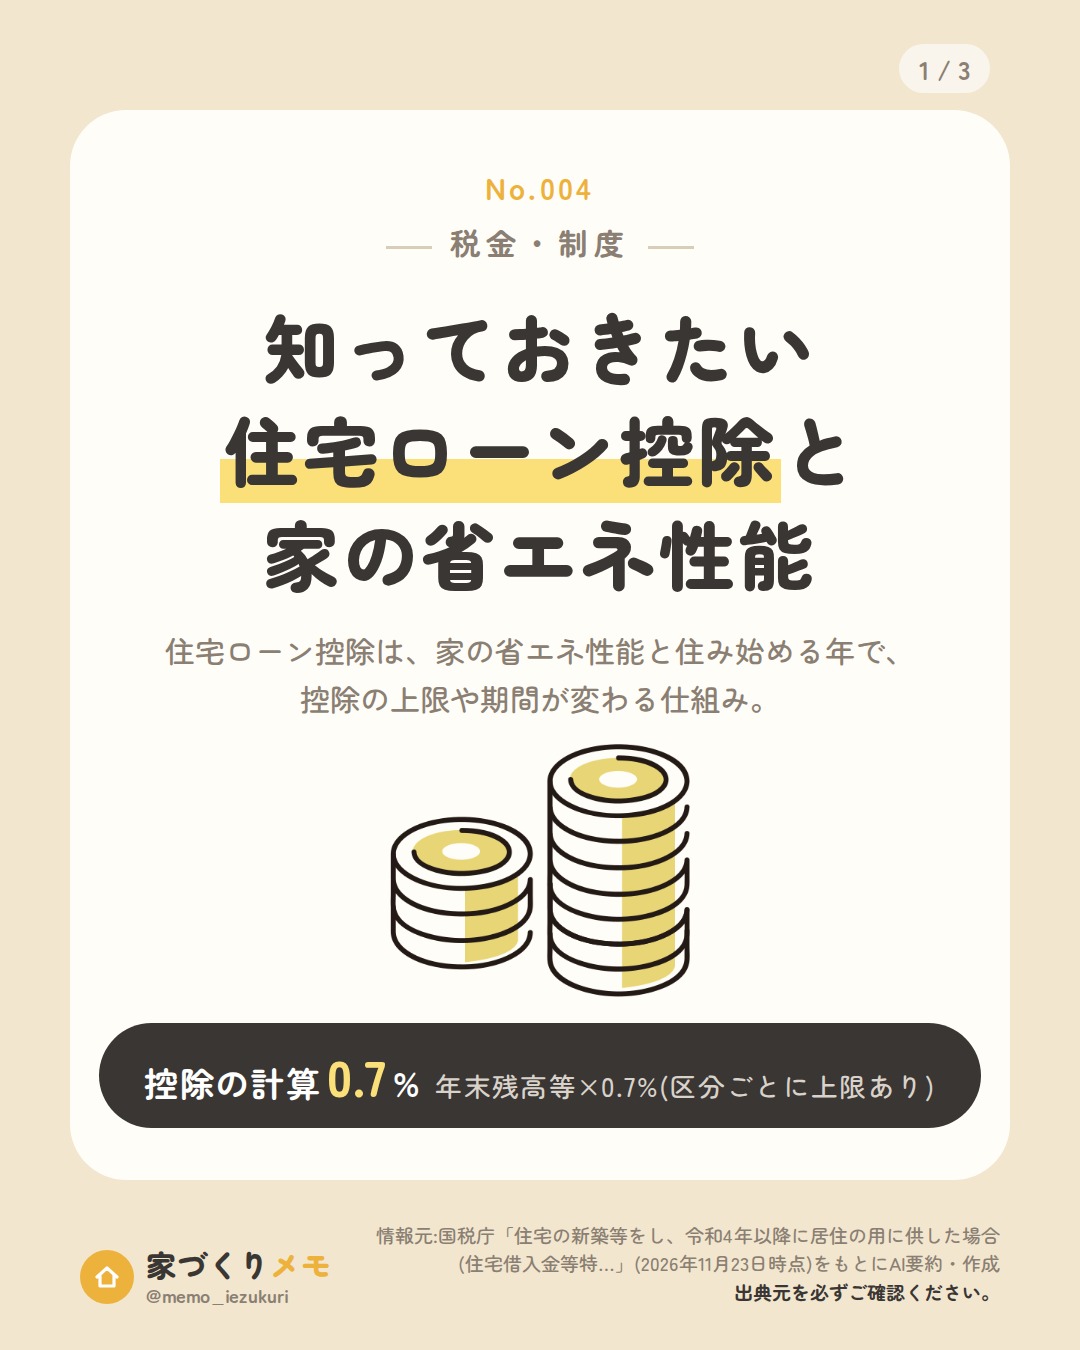 1 / 3
No.004
税金・制度
知っておきたい
住宅ローン控除と
家の省エネ性能
住宅ローン控除は、家の省エネ性能と住み始める年で、
控除の上限や期間が変わる仕組み。
控除の計算 0.7 % 年末残高等×0.7%(区分ごとに上限あり)
家づくりメモ
@memo_iezukuri
情報元:国税庁「住宅の新築等をし、令和4年以降に居住の用に供した場合
(住宅借入金等特…」(2026年11月23日時点)をもとにAI要約・作成
出典元を必ずご確認ください。